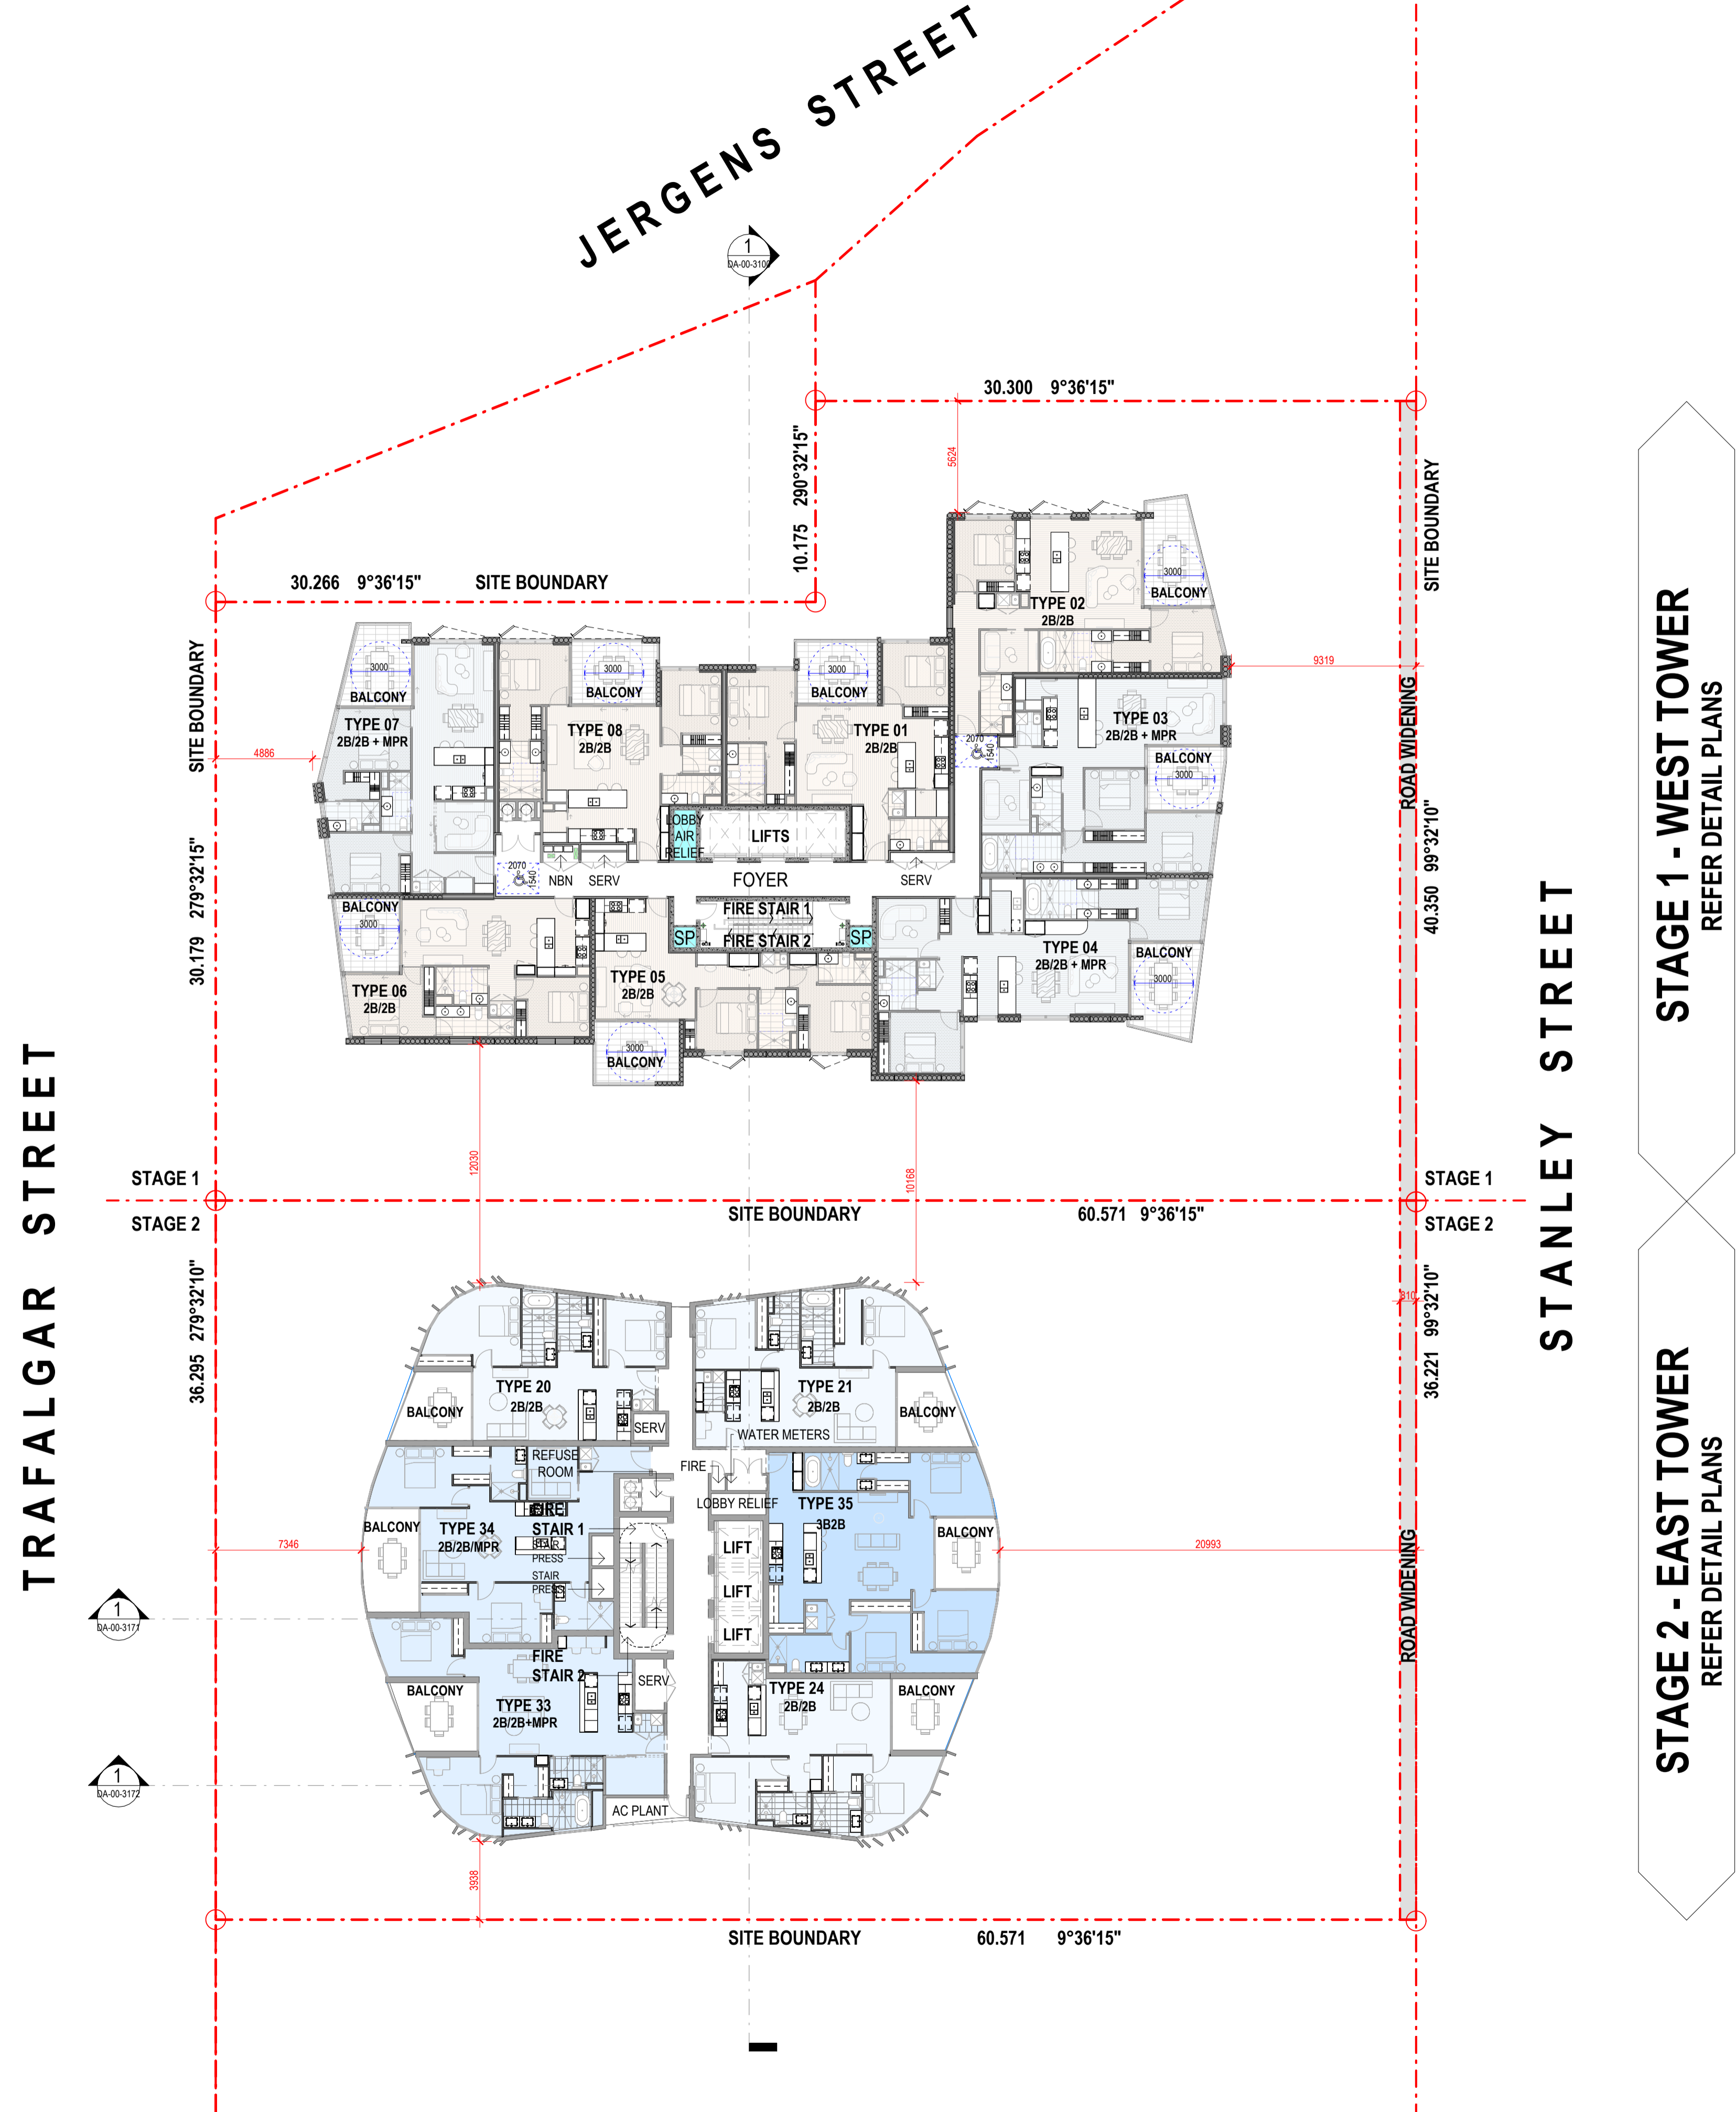 JERGENS STREET
1
DA-00-3100
30.300 9°36'15"
5624
10.175 290°32'15"
SITE BOUNDARY
30.266 9°36'15" SITE BOUNDARY
3000
BALCONY
TYPE 02
2B/2B
9319
SITE BOUNDARY
3000
BALCONY
3000
BALCONY
3000
BALCONY
TYPE 07
2B/2B + MPR
TYPE 08
2B/2B
TYPE 01
2B/2B
TYPE 03
2B/2B + MPR
2070
1540
BALCONY
3000
4886
ROAD WIDENING
LOBBY
AIR
RELIEF
LIFTS
2070
1540
NBN
SERV
FOYER
SERV
30.179 279°32'15"
40.350 99°32'10"
BALCONY
3000
FIRE STAIR 1
FIRE STAIR 2
SP
SP
TYPE 06
2B/2B
TYPE 05
2B/2B
TYPE 04
2B/2B + MPR
BALCONY
3000
3000
BALCONY
12030
10168
STAGE 1
STAGE 1
SITE BOUNDARY 60.571 9°36'15"
STAGE 2
STAGE 2
TRAFALGAR STREET
STANLEY STREET
STAGE 1 - WEST TOWER
REFER DETAIL PLANS
36.295 279°32'10"
36.221 99°32'10"
810
TYPE 20
2B/2B
BALCONY
SERV
TYPE 21
2B/2B
BALCONY
WATER METERS
REFUSE
ROOM
FIRE
LOBBY RELIEF
BALCONY
TYPE 34
2B/2B/MPR
FIRE
STAIR 1
STAIR
PRESS
STAIR
PRESS
LIFT
LIFT
LIFT
TYPE 35
3B2B
BALCONY
7346
20993
ROAD WIDENING
1
DA-00-3171
FIRE
STAIR 2
SERV
BALCONY
TYPE 33
2B/2B+MPR
TYPE 24
2B/2B
BALCONY
1
DA-00-3172
AC PLANT
3938
SITE BOUNDARY 60.571 9°36'15"
STAGE 2 - EAST TOWER
REFER DETAIL PLANS